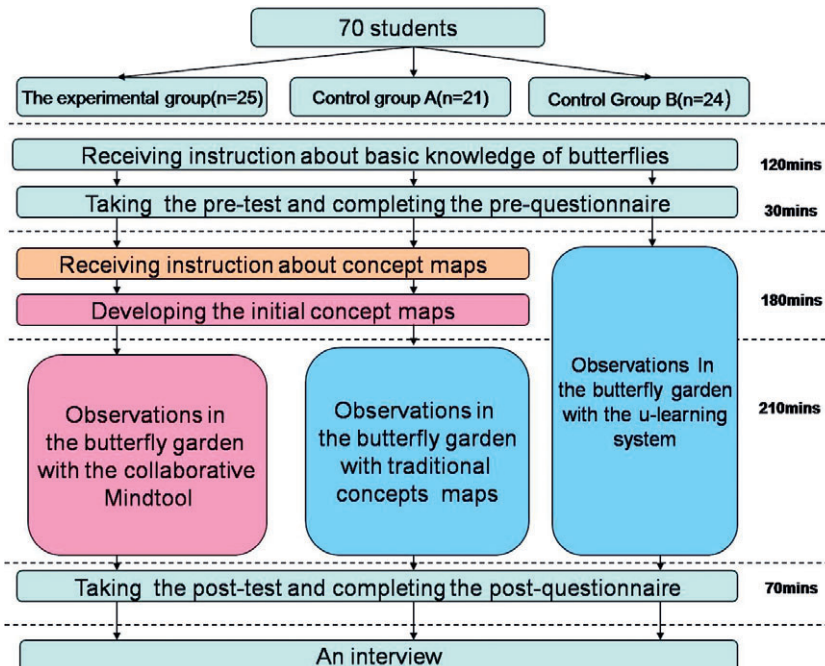 70 students
The experimental group(n=25)
Control group A(n=21)
Control Group B(n=24)
Receiving instruction about basic knowledge of butterflies
120mins
Taking the pre-test and completing the pre-questionnaire
30mins
Receiving instruction about concept maps
Developing the initial concept maps
180mins
Observations in
the butterfly garden
with the collaborative
Mindtool
Observations in
the butterfly garden
with traditional
concepts maps
Observations In
the butterfly garden
with the u-learning
system
210mins
Taking the post-test and completing the post-questionnaire
70mins
An interview